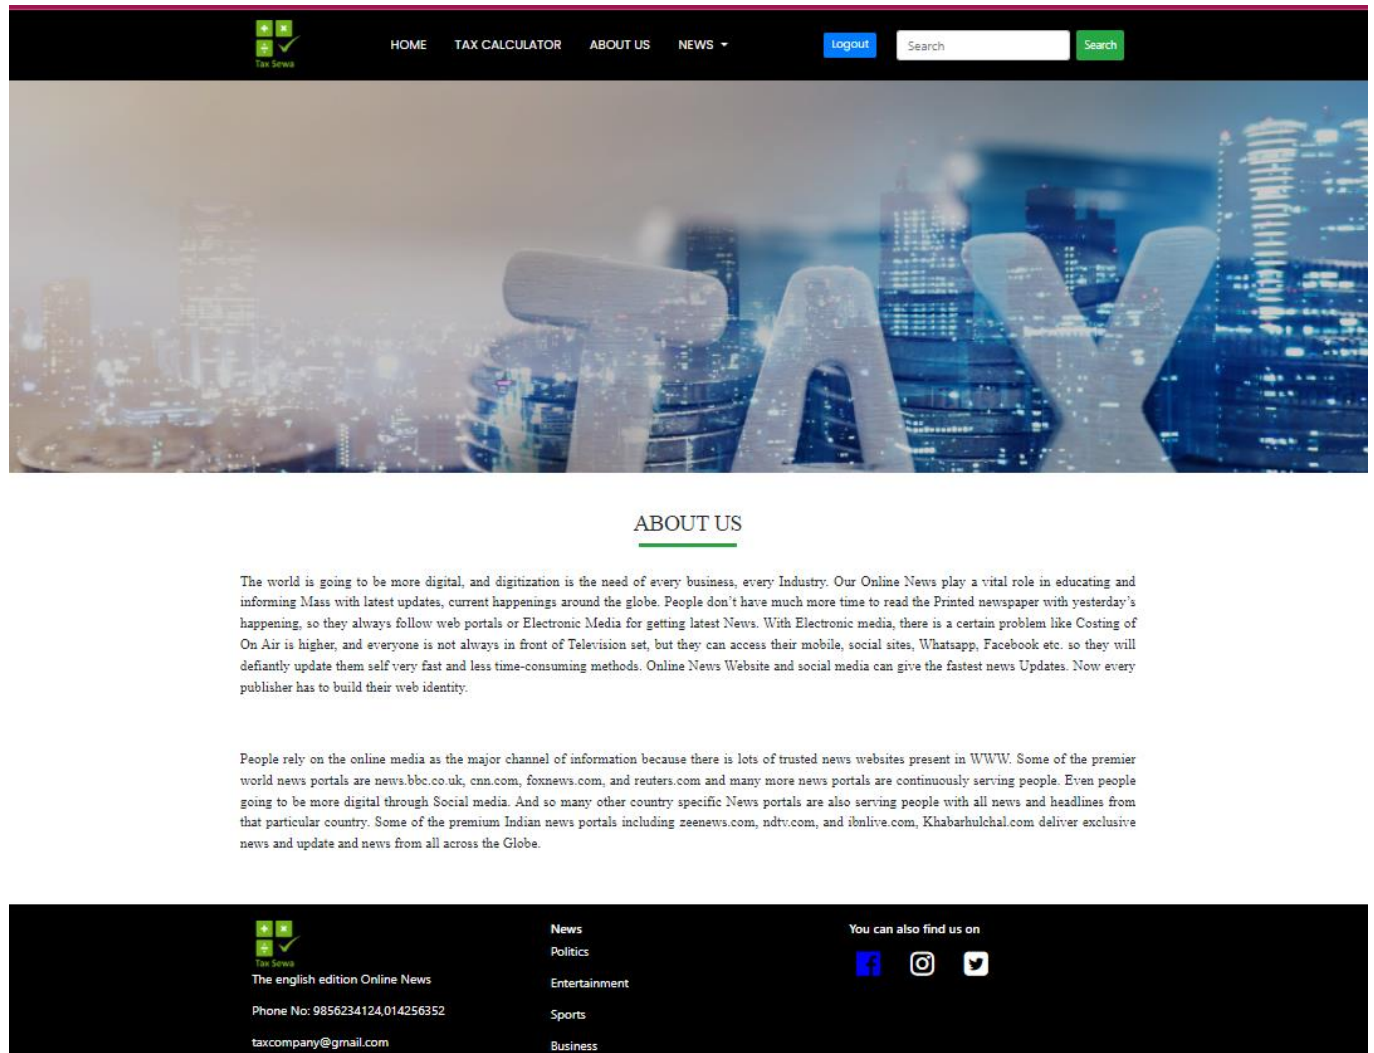 Tax Sewa
HOME TAX CALCULATOR ABOUT US NEWS Logout Search Search
TAX
ABOUT US
The world is going to be more digital, and digitization is the need of every business, every Industry. Our Online News play a vital role in educating and
informing Mass with latest updates, current happenings around the globe. People don’t have much more time to read the Printed newspaper with yesterday’s
happening, so they always follow web portals or Electronic Media for getting latest News. With Electronic media, there is a certain problem like Costing of
On Air is higher, and everyone is not always in front of Television set, but they can access their mobile, social sites, Whatsapp, Facebook etc. so they will
defiantly update them self very fast and less time-consuming methods. Online News Website and social media can give the fastest news Updates. Now every
publisher has to build their web identity.
People rely on the online media as the major channel of information because there is lots of trusted news websites present in WWW. Some of the premier
world news portals are news.bbc.co.uk, cnn.com, foxnews.com, and reuters.com and many more news portals are continuously serving people. Even people
going to be more digital through Social media. And so many other country specific News portals are also serving people with all news and headlines from
that particular country. Some of the premium Indian news portals including zeenews.com, ndtv.com, and ibnlive.com, Khabarhulchal.com deliver exclusive
news and update and news from all across the Globe.
Tax Sewa
The english edition Online News
Phone No: 9856234124,014256352
taxcompany@gmail.com
News
Politics
Entertainment
Sports
Business
You can also find us on